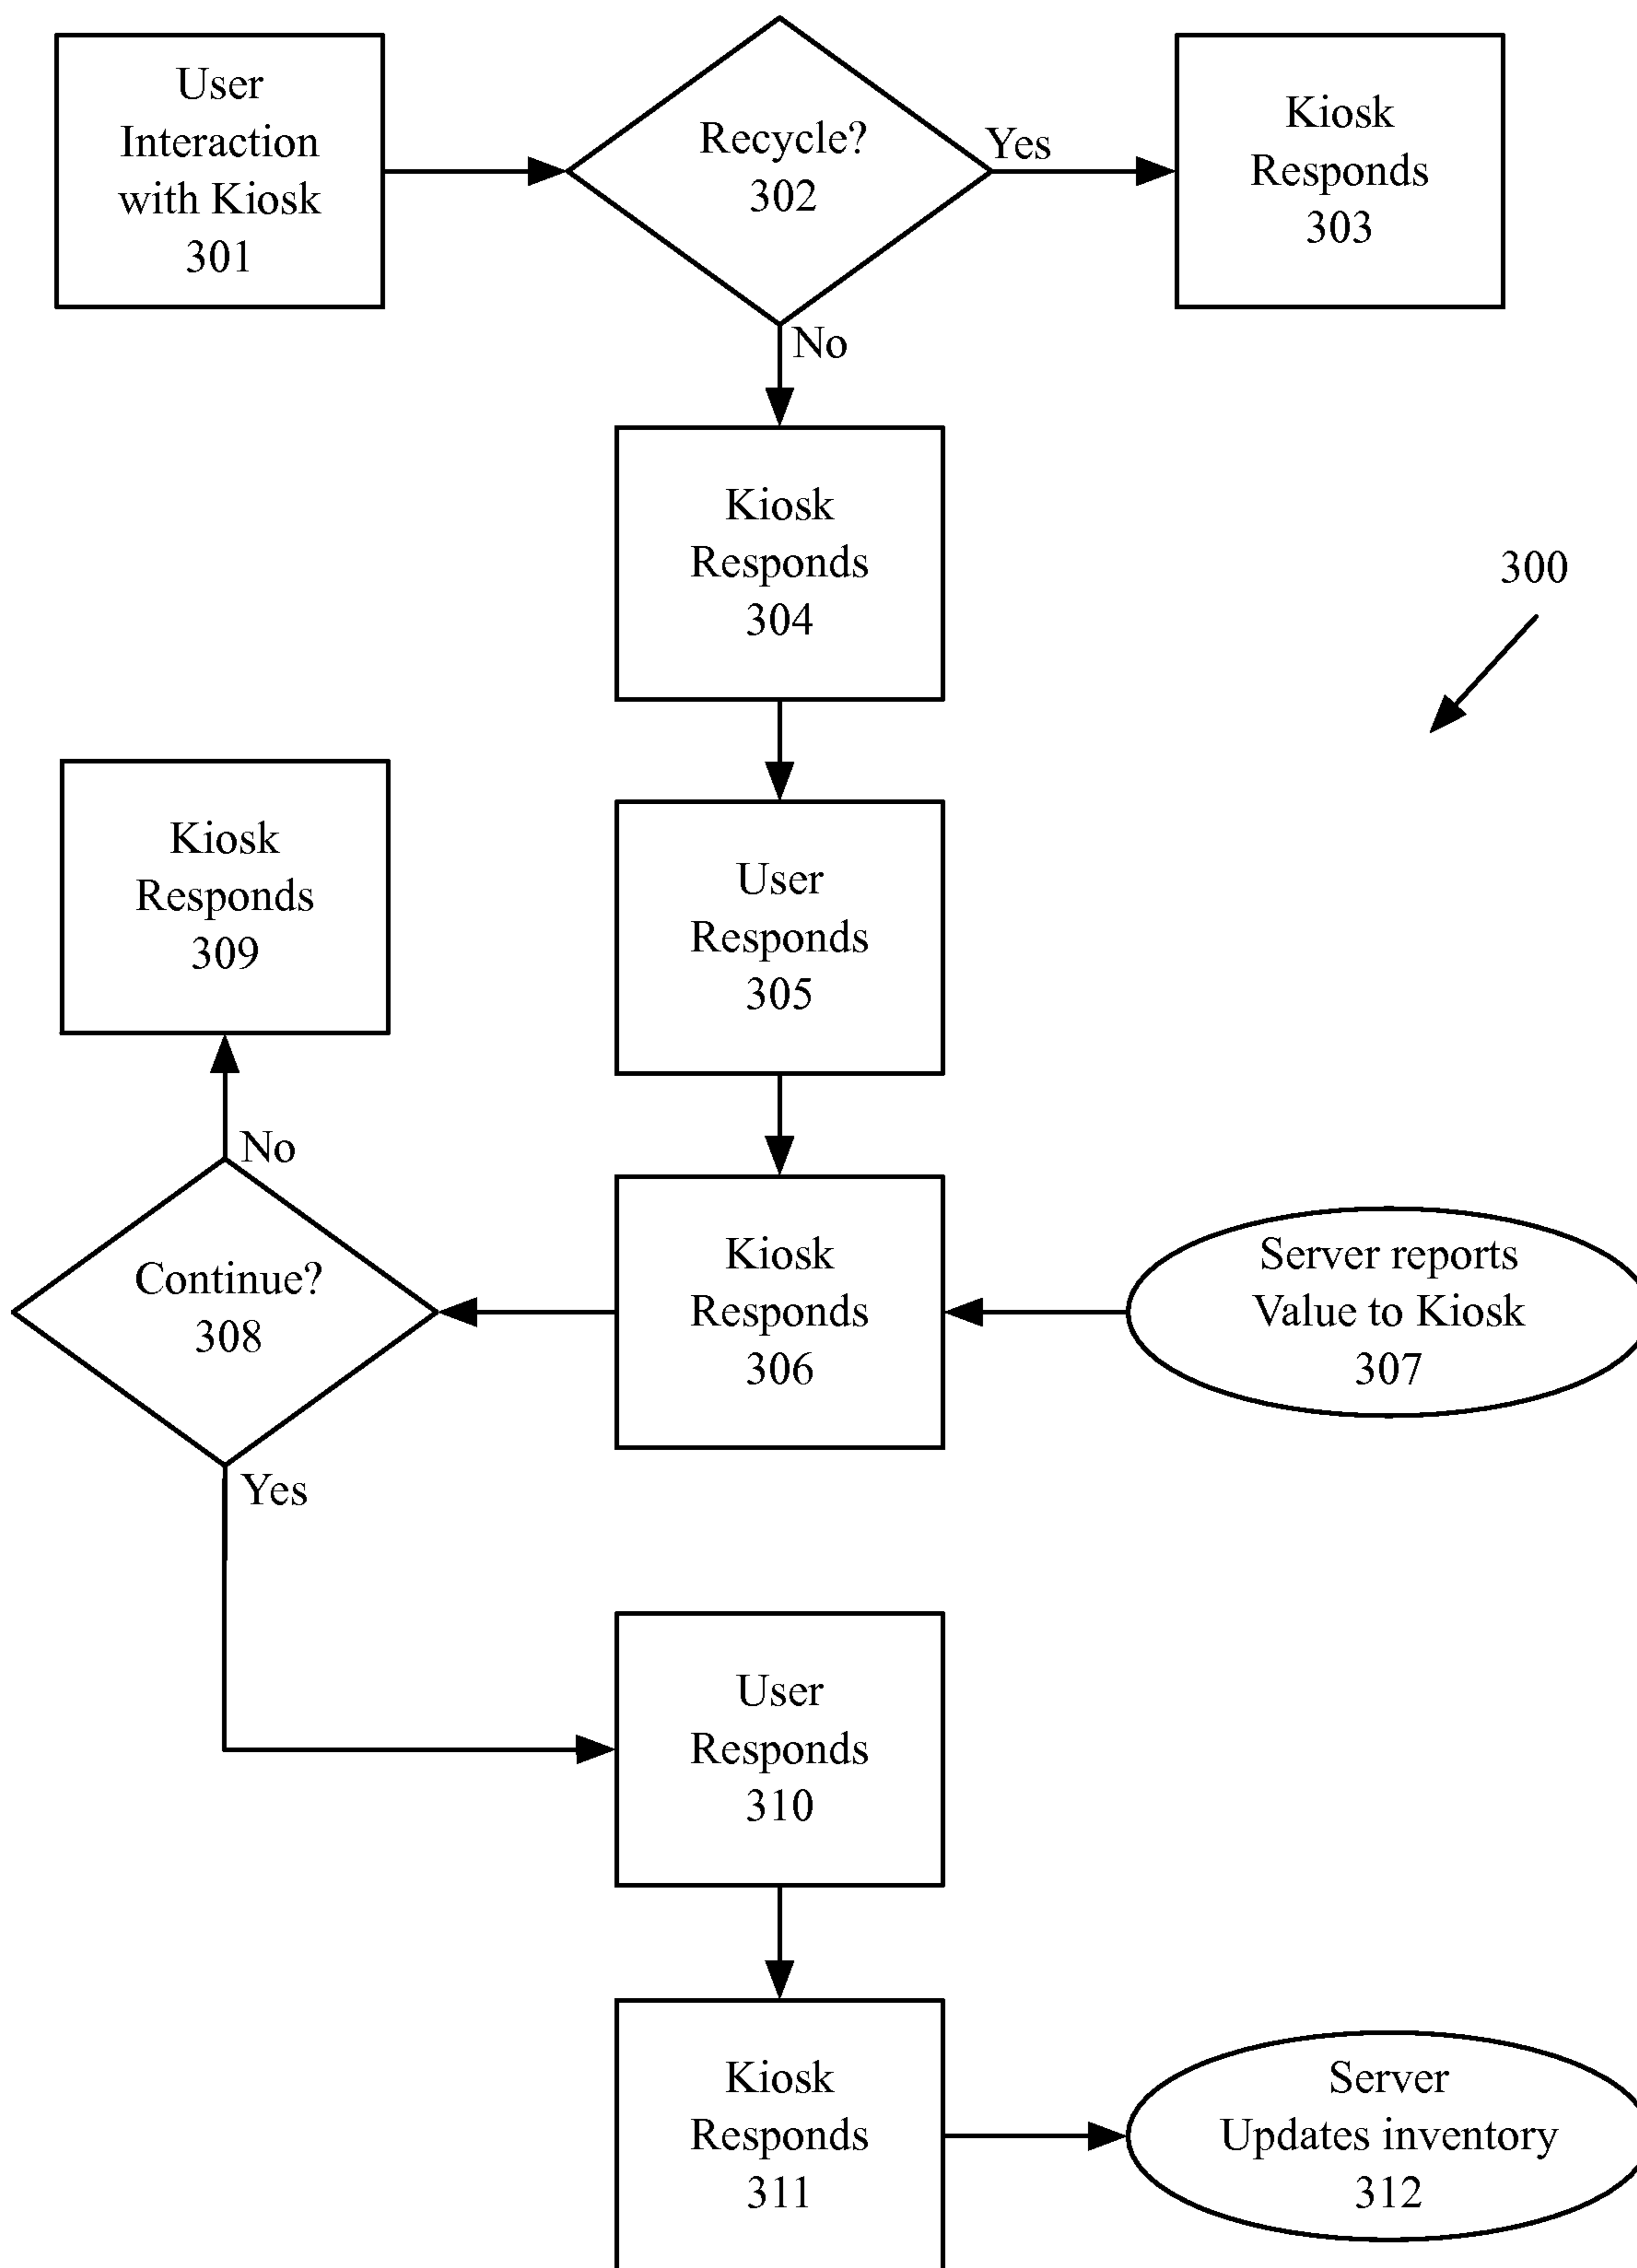 User
Interaction
with Kiosk
301
Recycle?
302
Yes
Kiosk
Responds
303
No
Kiosk
Responds
304
300
User
Responds
305
Kiosk
Responds
309
No
Continue?
308
Kiosk
Responds
306
Server reports
Value to Kiosk
307
Yes
User
Responds
310
Kiosk
Responds
311
Server
Updates inventory
312